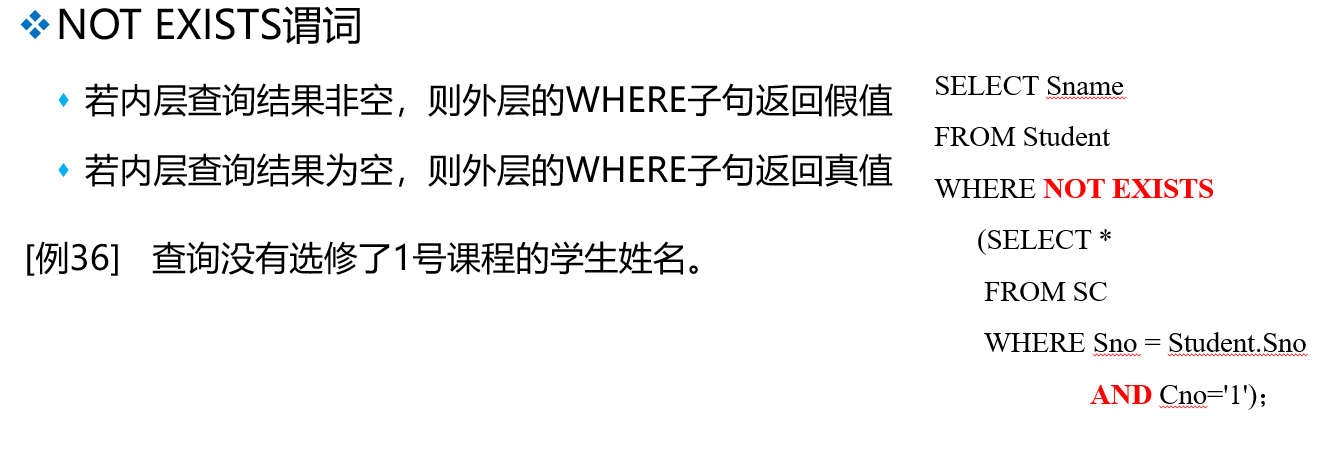 ❖NOT EXISTS谓词
♦ 若内层查询结果非空，则外层的WHERE子句返回假值
♦ 若内层查询结果为空，则外层的WHERE子句返回真值
[例36] 查询没有选修了1号课程的学生姓名。
SELECT Sname
FROM Student
WHERE NOT EXISTS
(SELECT *
FROM SC
WHERE Sno = Student.Sno
AND Cno='1')；